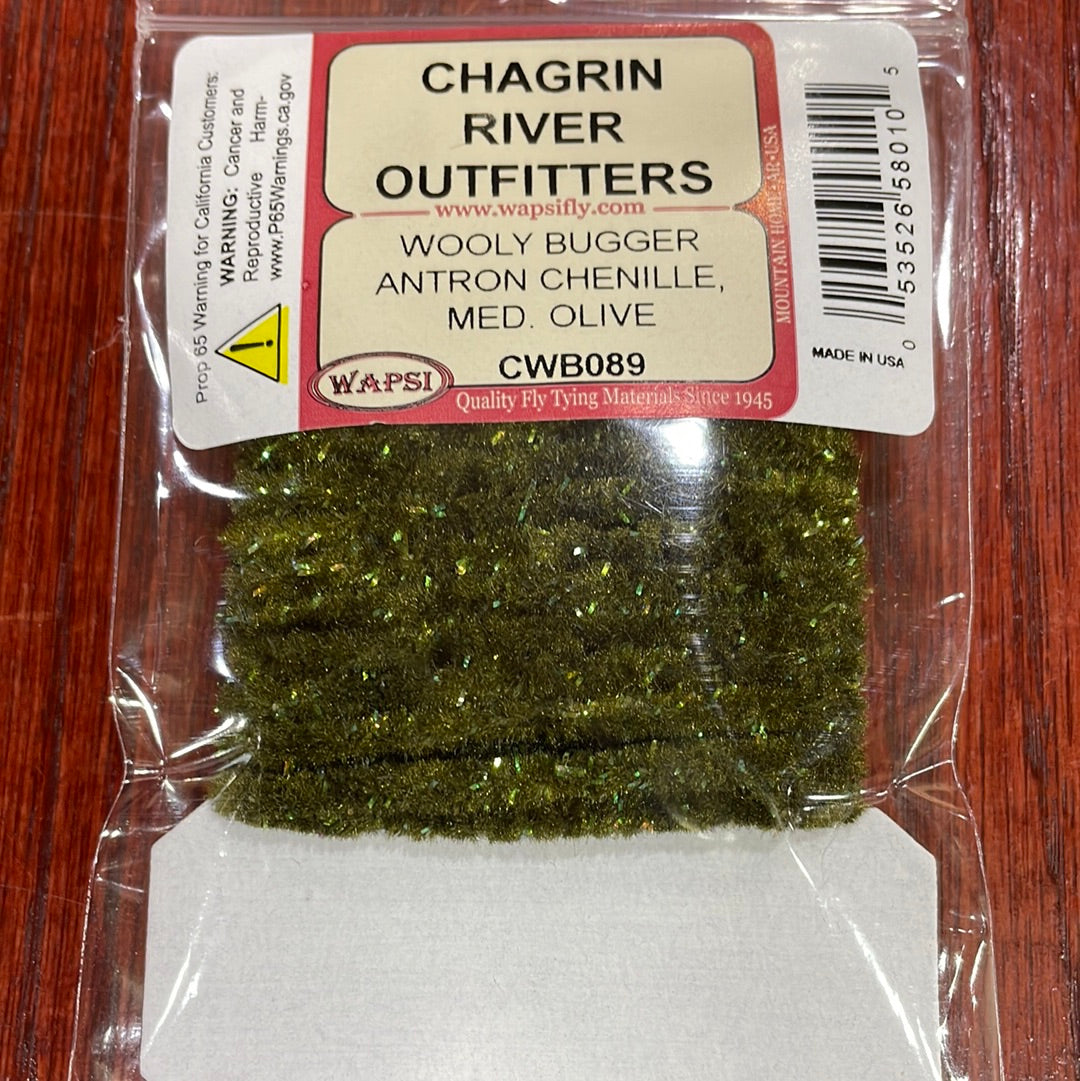 Prop 65 Warning for California Customers:
WARNING: Cancer and
Reproductive Harm-
www.P65Warnings.ca.gov
CHAGRIN
RIVER
OUTFITTERS
www.wapsifly.com
WOOLY BUGGER
ANTRON CHENILLE,
MED. OLIVE
CWB089
WAPSI
Quality Fly Tying Materials Since 1945
MOUNTAIN HOME•AR•USA
0 53526 58010 5
MADE IN USA